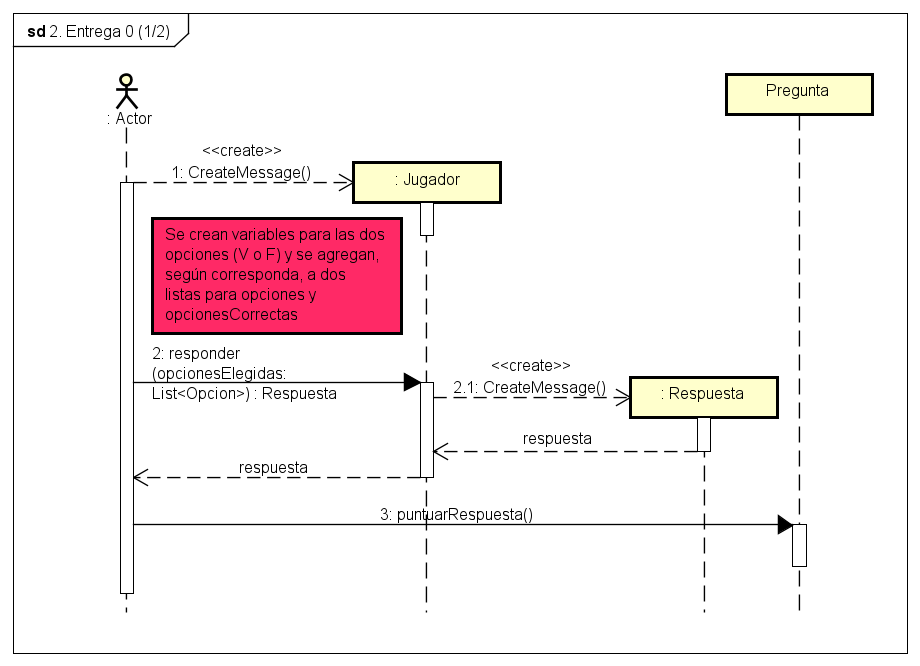 sd 2. Entrega 0 (1/2)
Pregunta
: Actor
<<create>>
1: CreateMessage()
: Jugador
Se crean variables para las dos
opciones (V o F) y se agregan,
según corresponda, a dos
listas para opciones y
opcionesCorrectas
2: responder
(opcionesElegidas:
List<Opcion>) : Respuesta
<<create>>
2.1: CreateMessage()
: Respuesta
respuesta
respuesta
3: puntuarRespuesta()